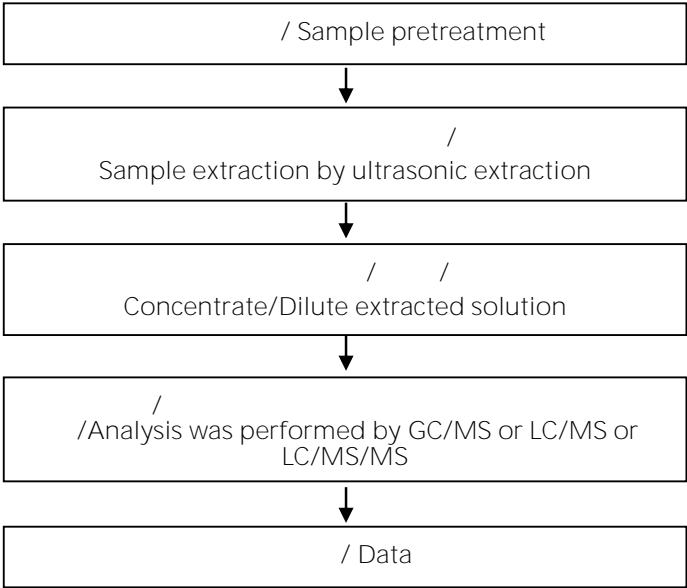 / Sample pretreatment
/
Sample extraction by ultrasonic extraction
/ /
Concentrate/Dilute extracted solution
/
/Analysis was performed by GC/MS or LC/MS or
LC/MS/MS
/ Data